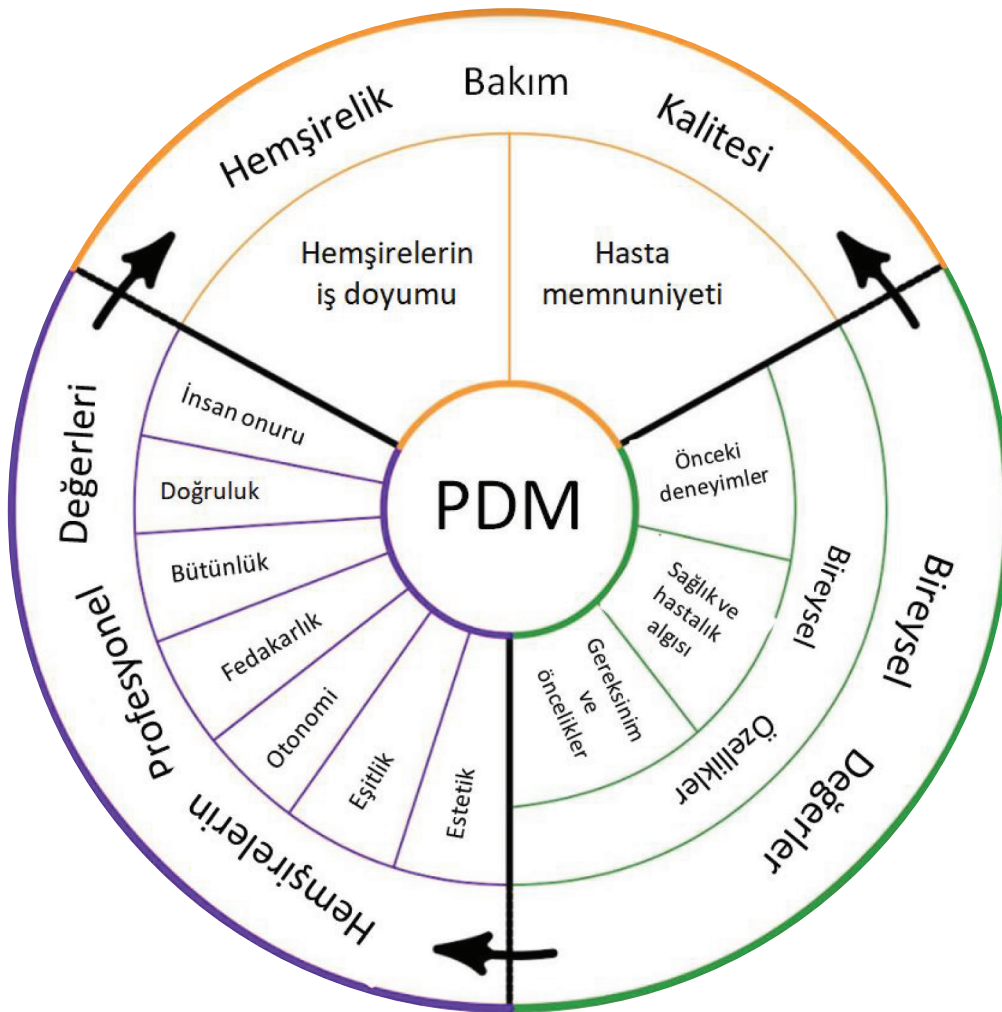 Hemşirelik Bakım Kalitesi
Hemşirelerin
iş doyumu
Hasta
memnuniyeti
PDM
Hemşirelerin Profesyonel Değerleri
İnsan onuru
Doğruluk
Bütünlük
Fedakarlık
Otonomi
Eşitlik
Estetik
Bireysel Değerler
Bireysel Özellikler
Önceki
deneyimler
Sağlık ve
hastalık
algısı
Gereksinim
ve
öncelikler